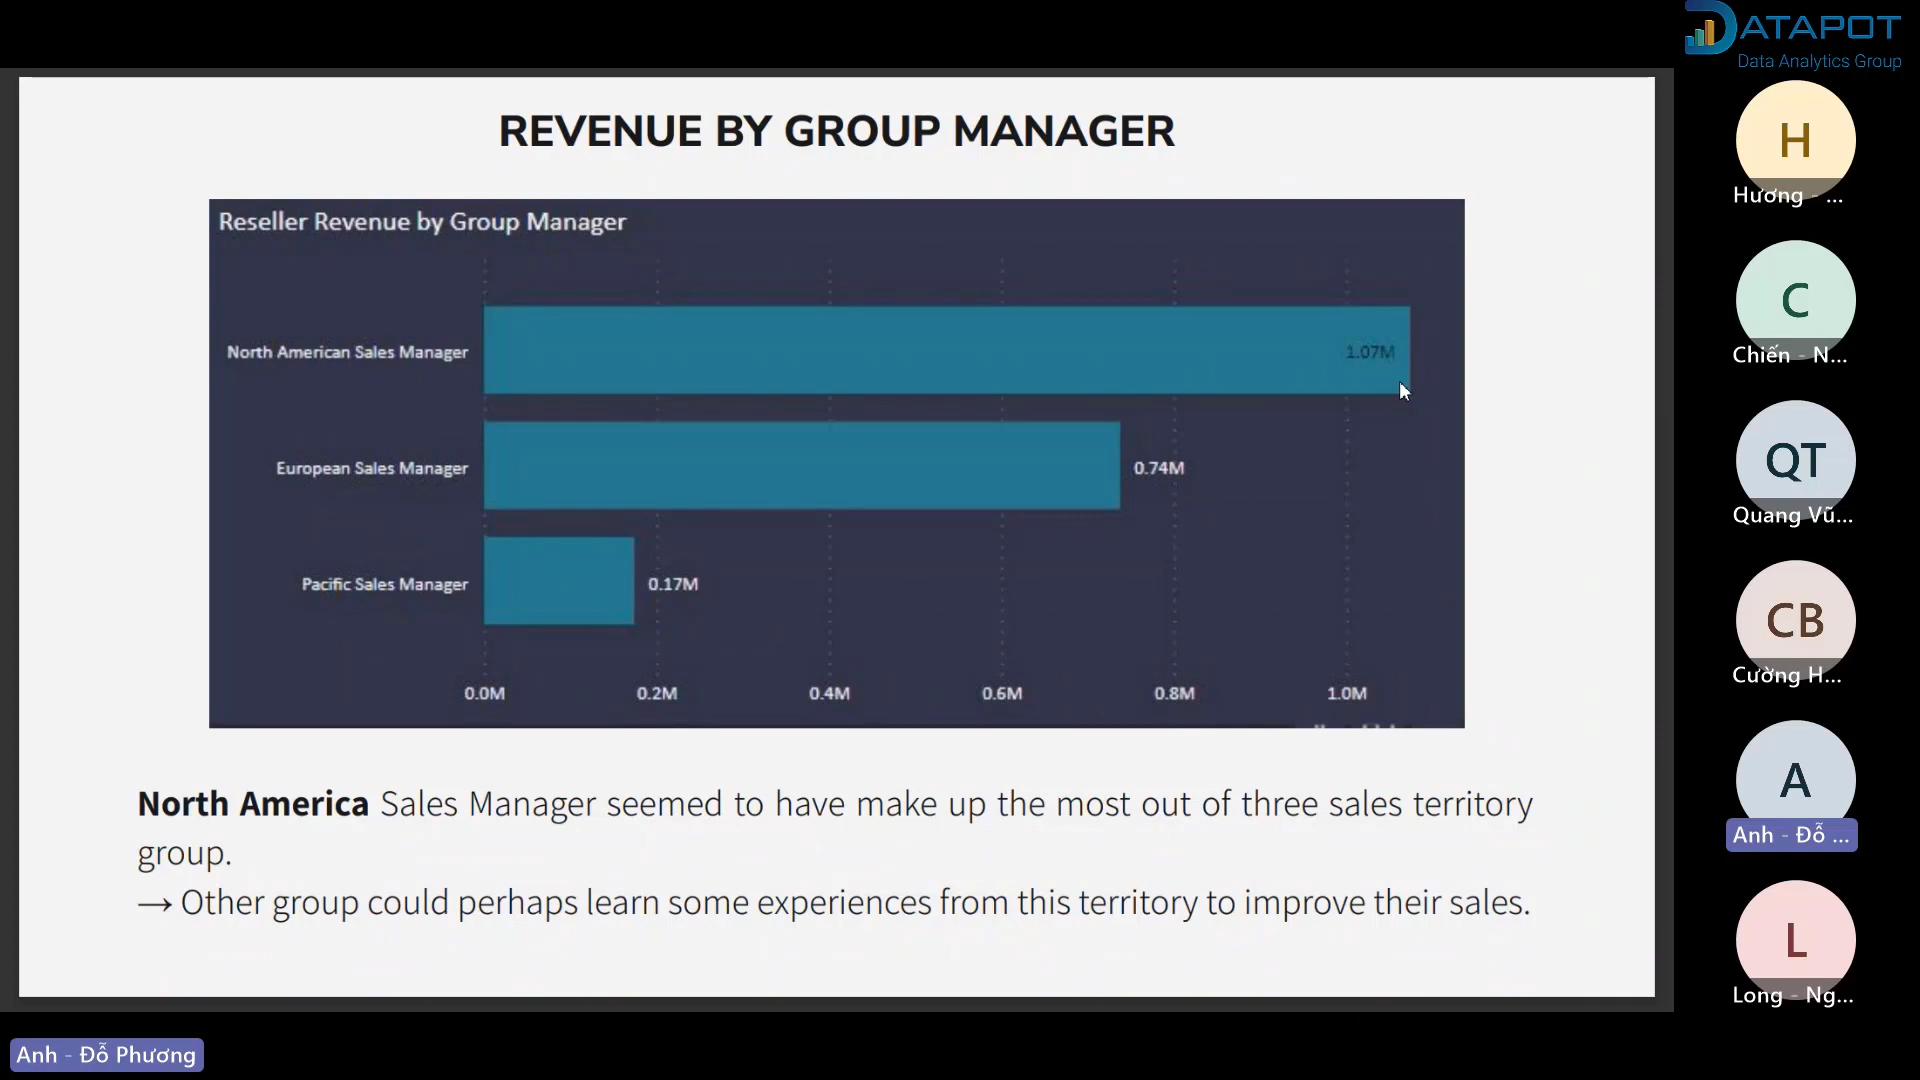 DATAPOT
Data Analytics Group
REVENUE BY GROUP MANAGER
Reseller Revenue by Group Manager
North American Sales Manager
1.07M
European Sales Manager
0.74M
Pacific Sales Manager
0.17M
0.0M 0.2M 0.4M 0.6M 0.8M 1.0M
North America Sales Manager seemed to have make up the most out of three sales territory
group.
→ Other group could perhaps learn some experiences from this territory to improve their sales.
H
Hương - ...
C
Chiến - N...
QT
Quang Vũ...
CB
Cường H...
A
Anh - Đỗ ...
L
Long - Ng...
Anh - Đỗ Phương